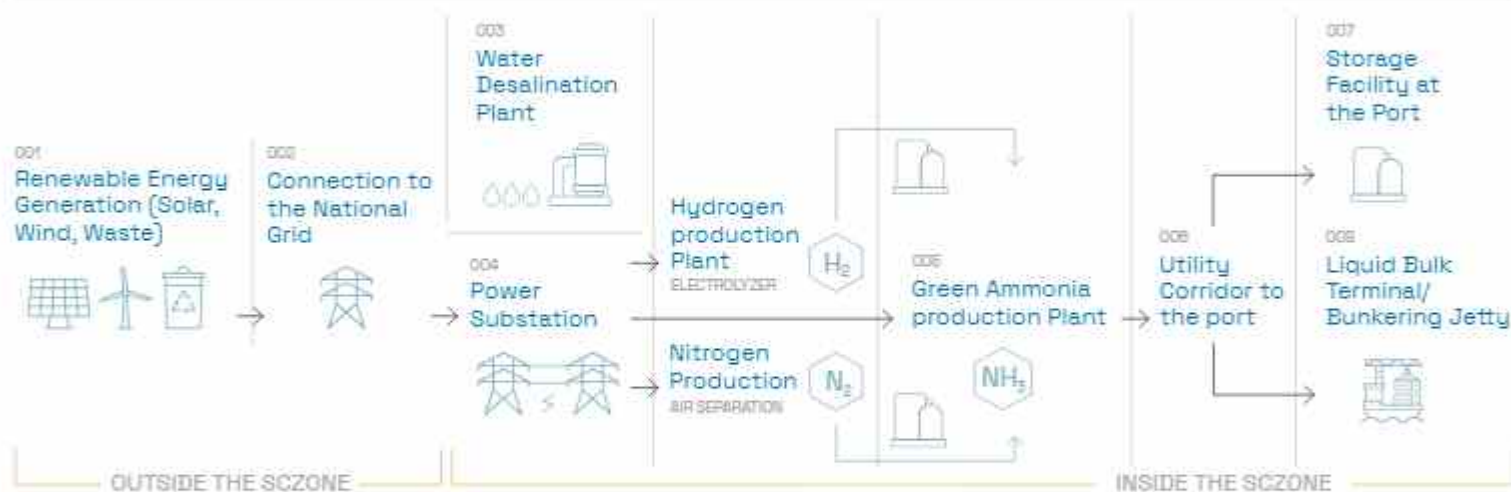 001
Renewable Energy
Generation (Solar,
Wind, Waste)
002
Connection to
the National
Grid
003
Water
Desalination
Plant
004
Power
Substation
Hydrogen
production
Plant
ELECTROLYZER
H₂
Nitrogen
Production
AIR SEPARATION
N₂
005
Green Ammonia
production Plant
NH₃
006
Utility
Corridor to
the port
007
Storage
Facility at
the Port
008
Liquid Bulk
Terminal/
Bunkering Jetty
OUTSIDE THE SCZONE
INSIDE THE SCZONE